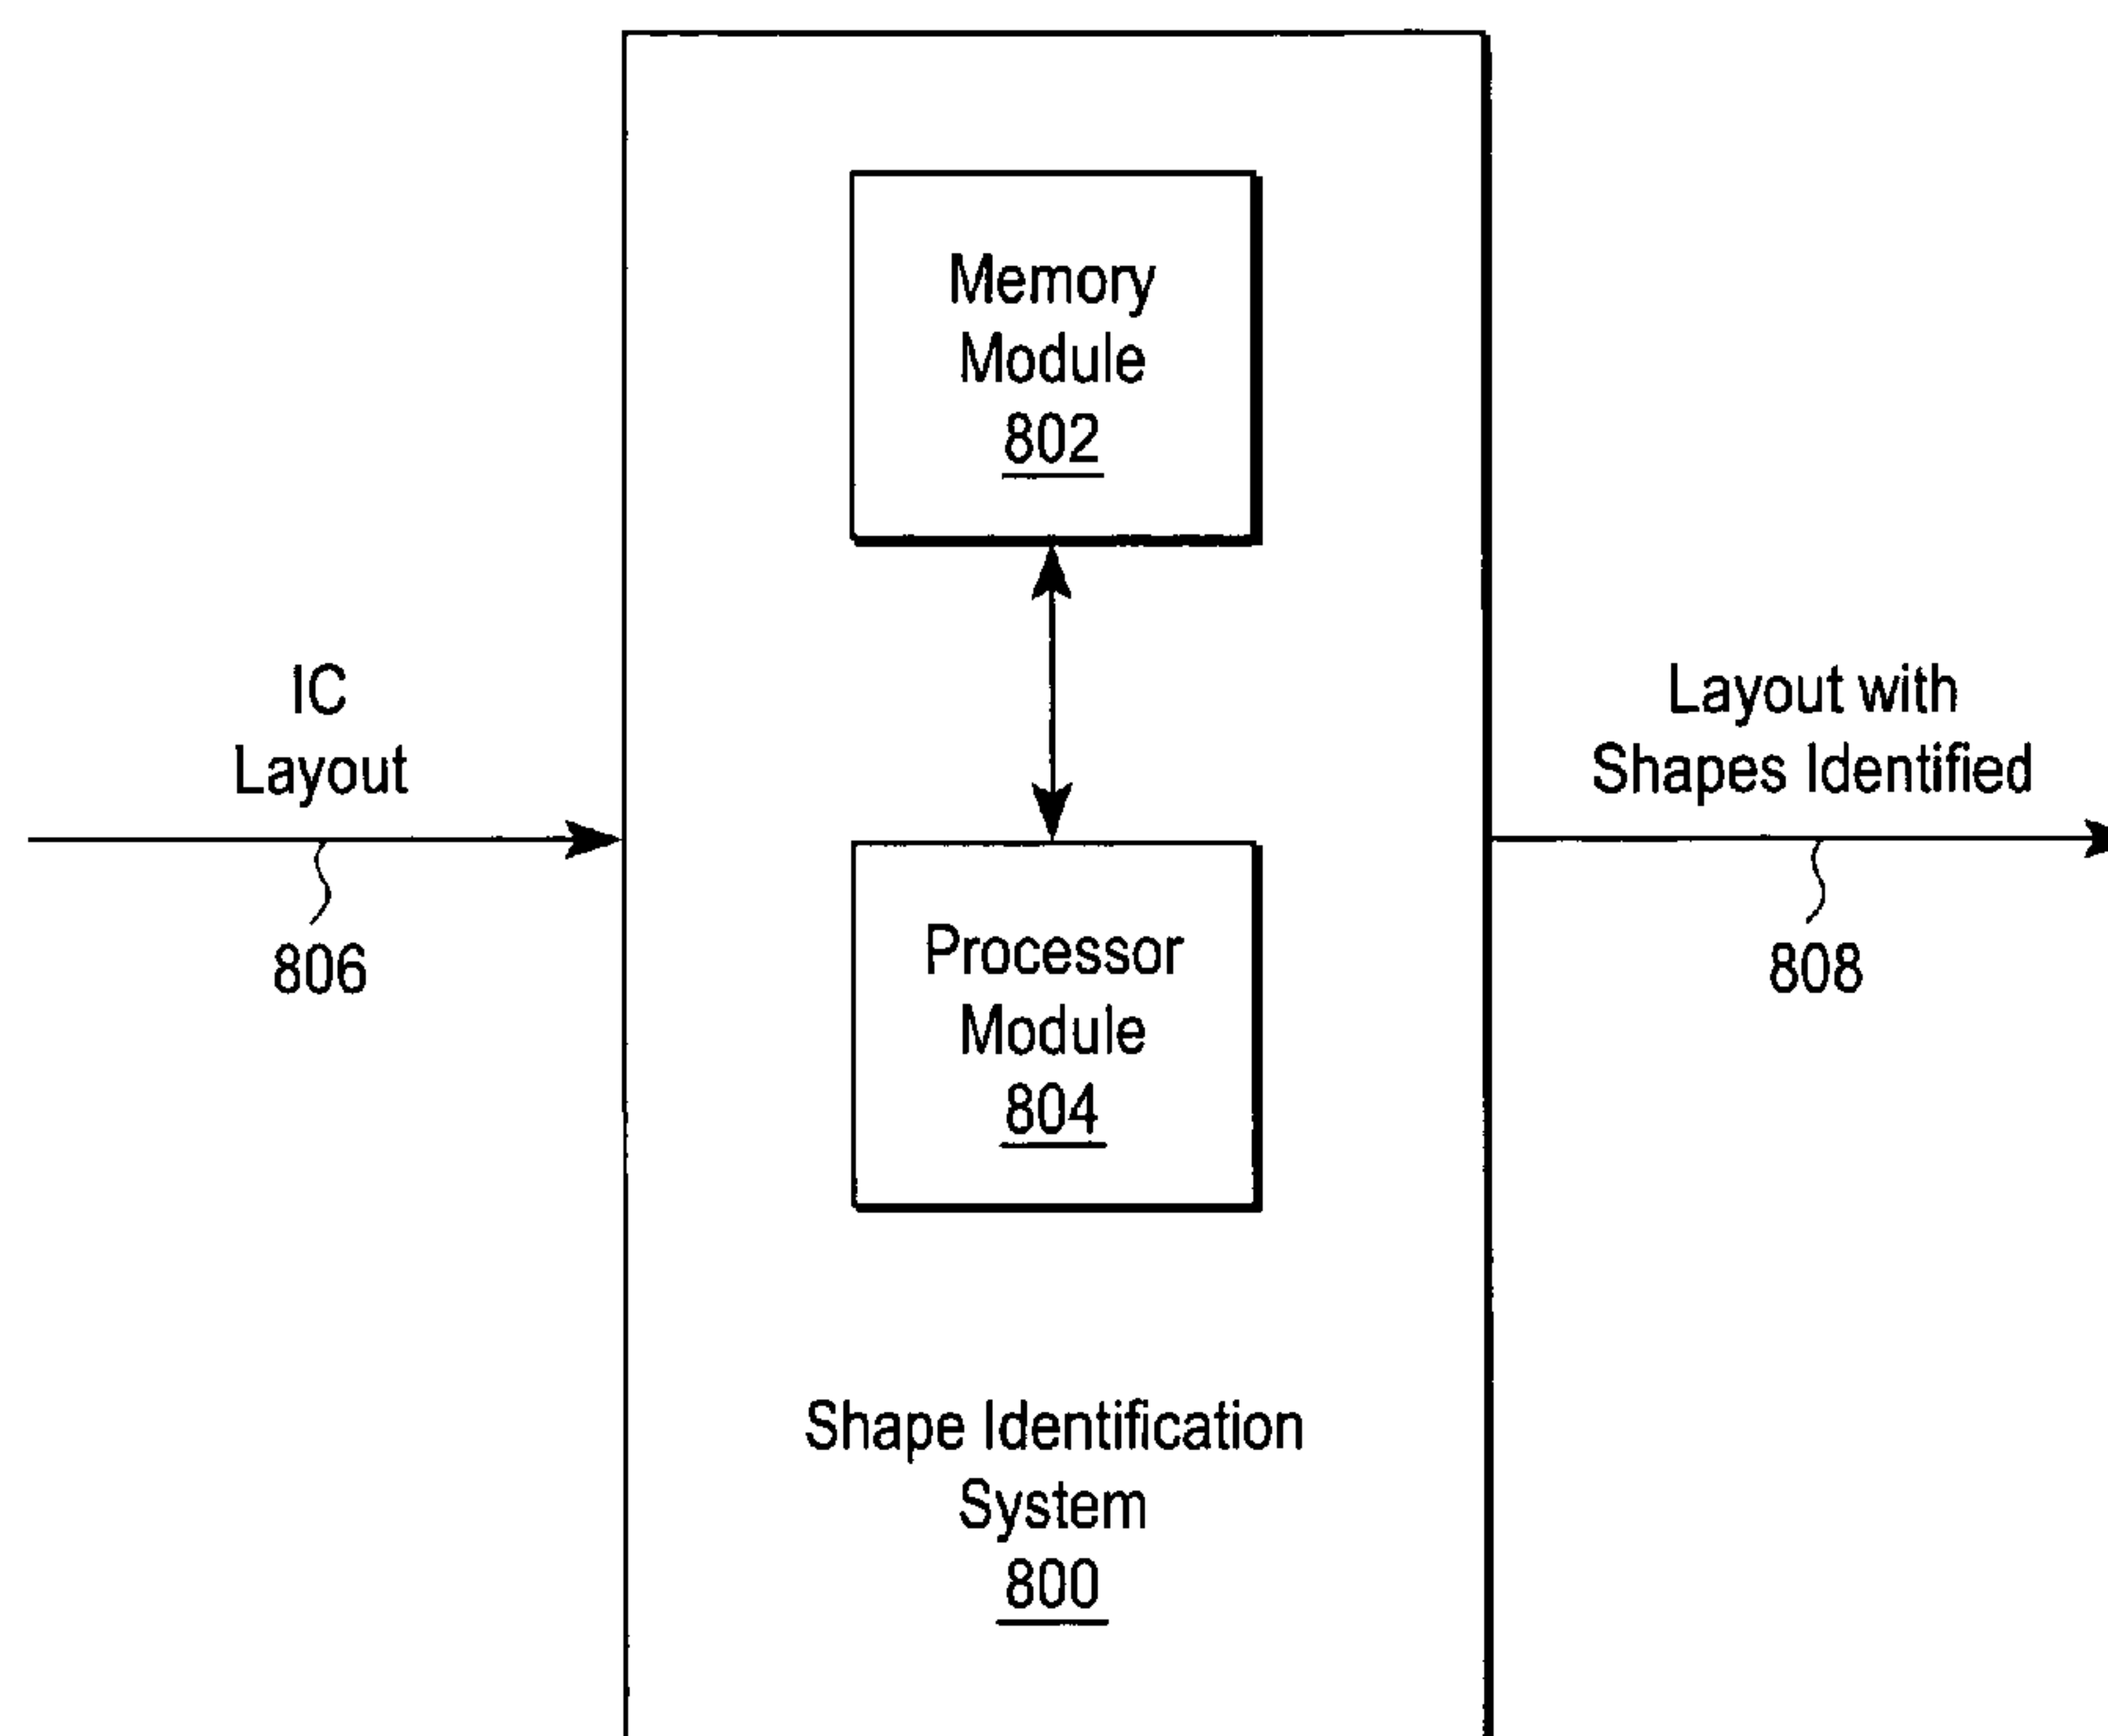 Memory
Module
802
IC
Layout
806
Processor
Module
804
Layout with
Shapes Identified
808
Shape Identification
System
800